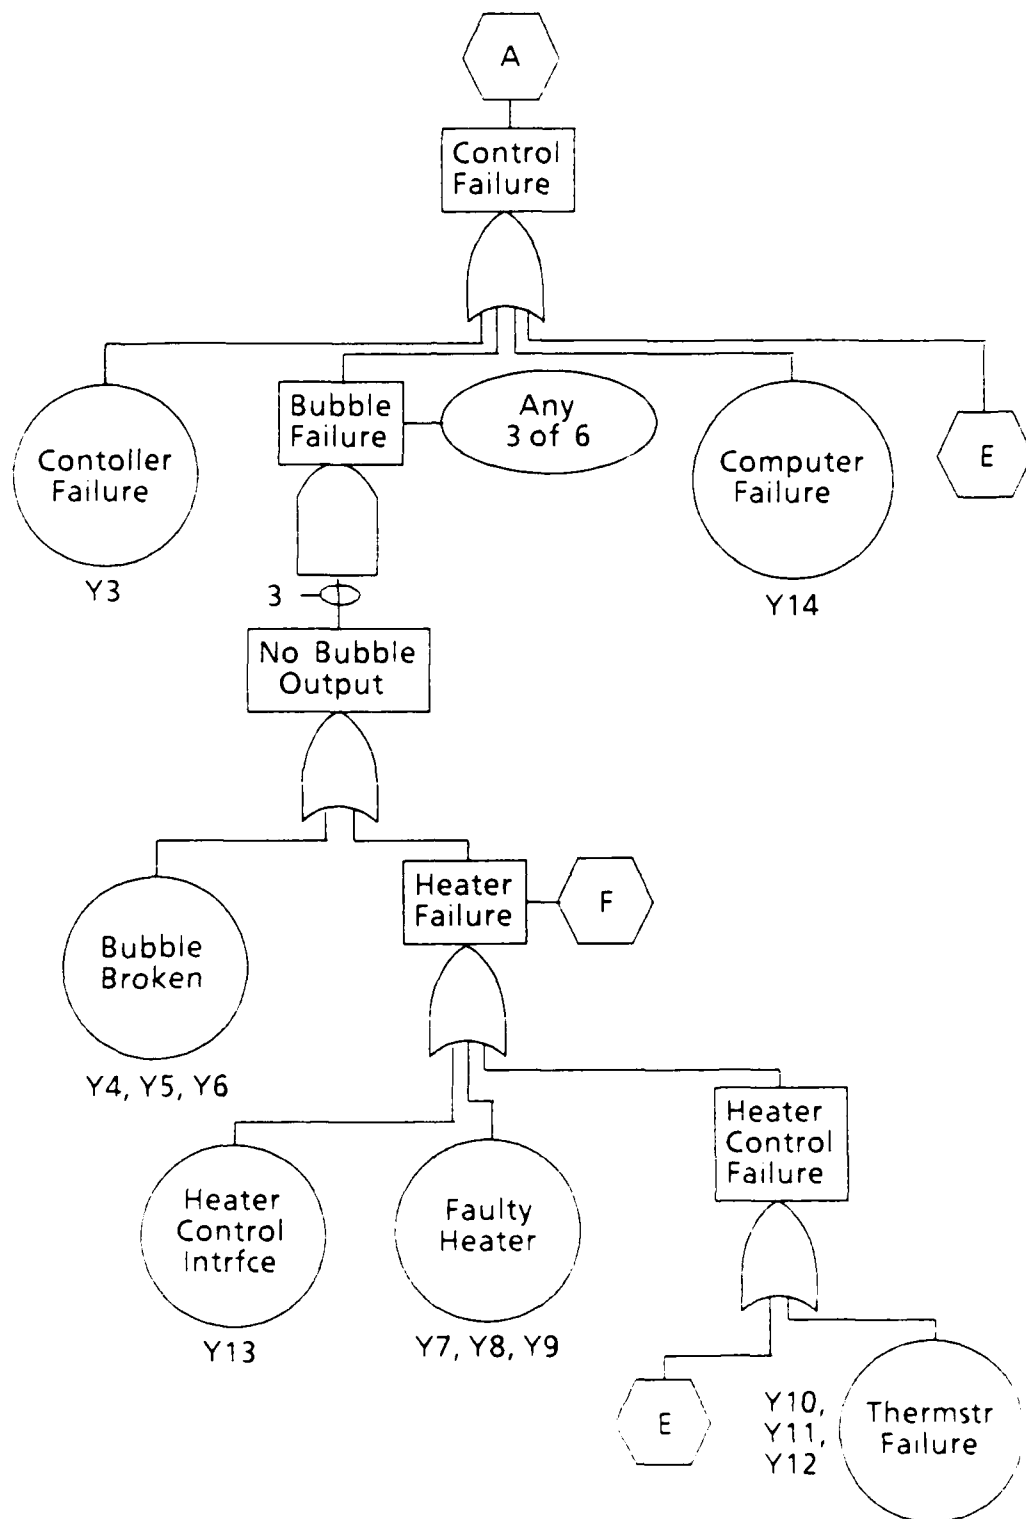 A
Control
Failure
Contoller
Failure
Y3
Bubble
Failure
Any
3 of 6
Computer
Failure
Y14
E
3
No Bubble
Output
Bubble
Broken
Y4, Y5, Y6
Heater
Failure
F
Heater
Control
Intrfce
Y13
Faulty
Heater
Y7, Y8, Y9
Heater
Control
Failure
E
Y10,
Y11,
Y12
Thermstr
Failure